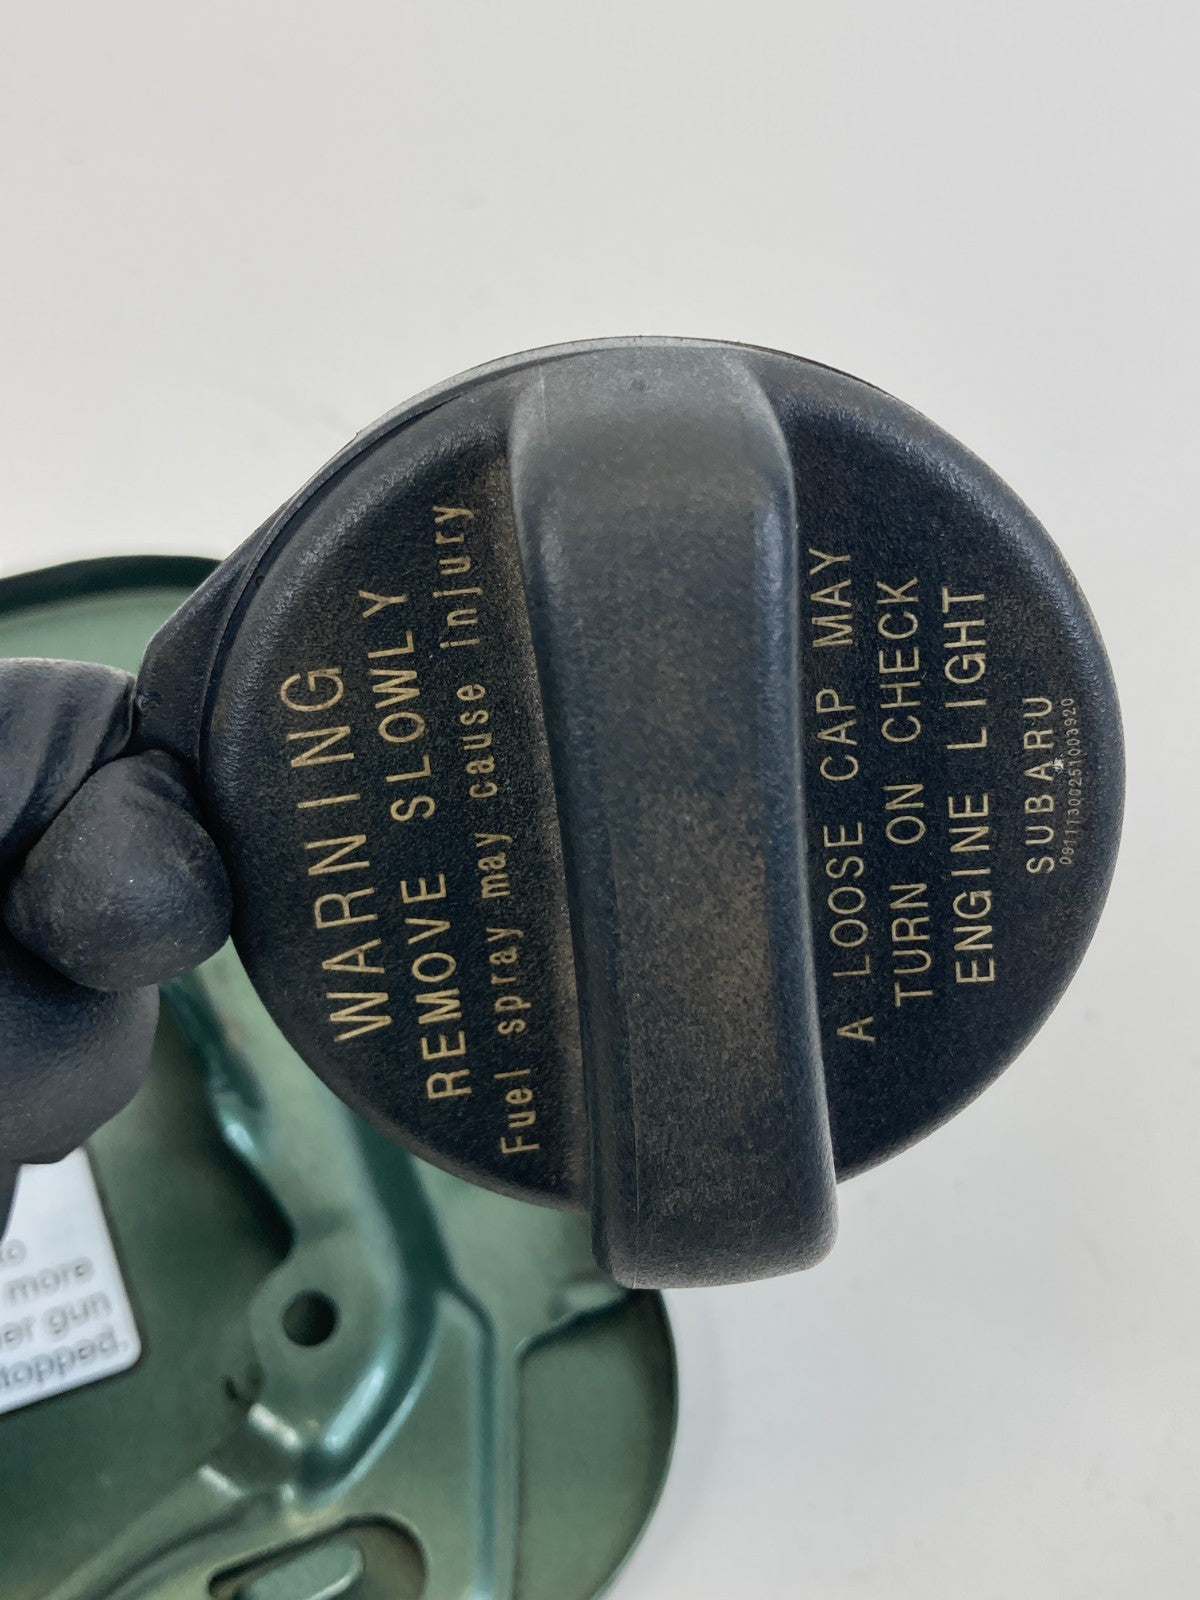 WARNING
REMOVE SLOWLY
Fuel spray may cause injury
A LOOSE CAP MAY
TURN ON CHECK
ENGINE LIGHT
SUBARU
09111300251003920
more
gun